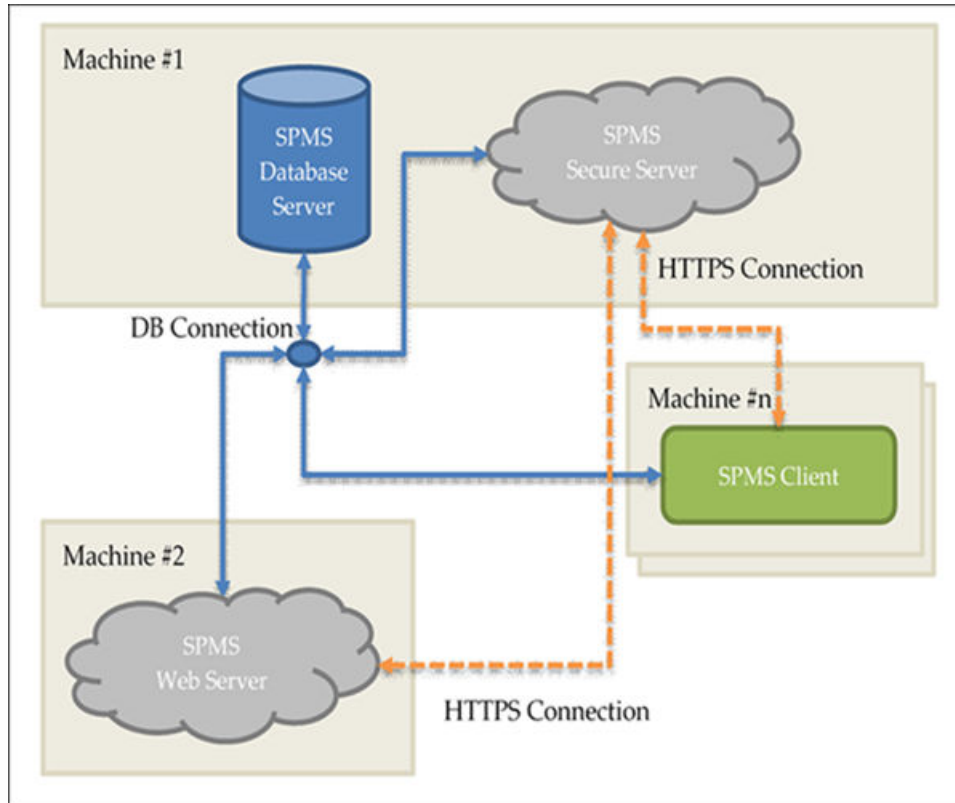 Machine #1
SPMS
Database
Server
SPMS
Secure Server
HTTPS Connection
DB Connection
Machine #n
SPMS Client
Machine #2
SPMS
Web Server
HTTPS Connection